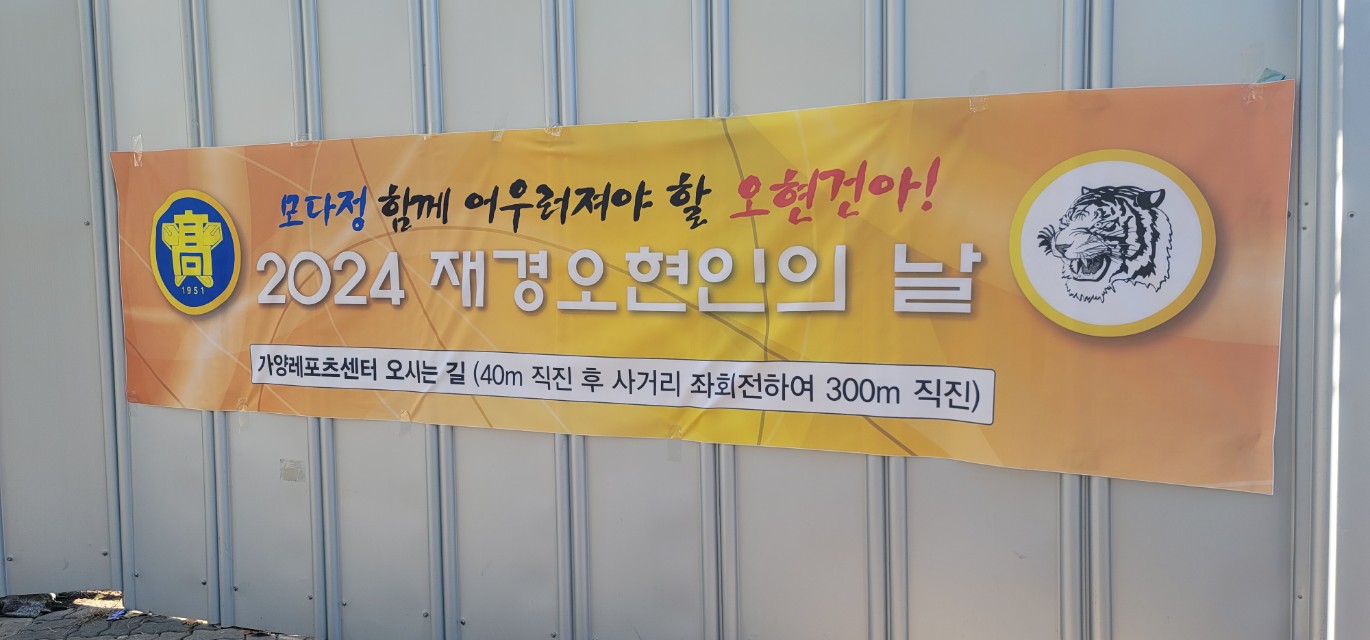 모다정 함께 어우러져야 할 오현건아!
高
1951
2024 재경오현인의 날
가양레포츠센터 오시는 길 (40m 직진 후 사거리 좌회전하여 300m 직진)